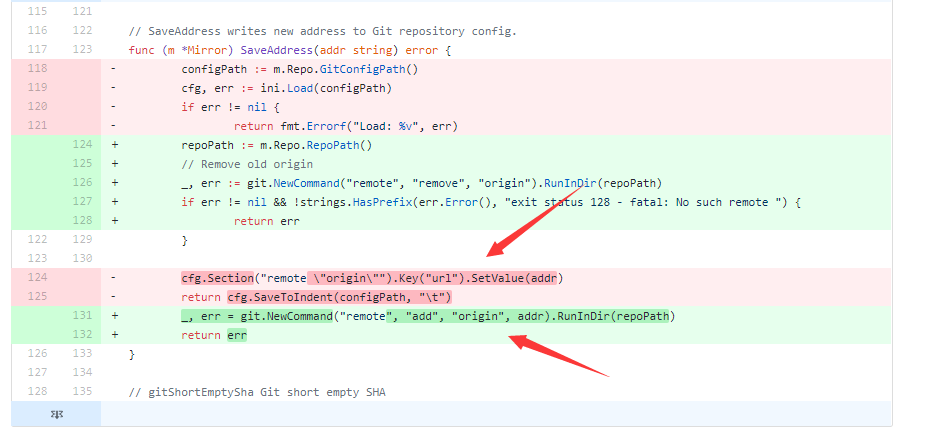 115 121
116 122 // SaveAddress writes new address to Git repository config.
117 123 func (m *Mirror) SaveAddress(addr string) error {
118 - configPath := m.Repo.GitConfigPath()
119 - cfg, err := ini.Load(configPath)
120 - if err != nil {
121 - return fmt.Errorf("Load: %v", err)
124 + repoPath := m.Repo.RepoPath()
125 + // Remove old origin
126 + _, err := git.NewCommand("remote", "remove", "origin").RunInDir(repoPath)
127 + if err != nil && !strings.HasPrefix(err.Error(), "exit status 128 - fatal: No such remote ") {
128 + return err
122 129 }
123 130
124 - cfg.Section("remote \"origin\"").Key("url").SetValue(addr)
125 - return cfg.SaveToIndent(configPath, "\t")
131 + _, err = git.NewCommand("remote", "add", "origin", addr).RunInDir(repoPath)
132 + return err
126 133 }
127 134
128 135 // gitShortEmptySha Git short empty SHA